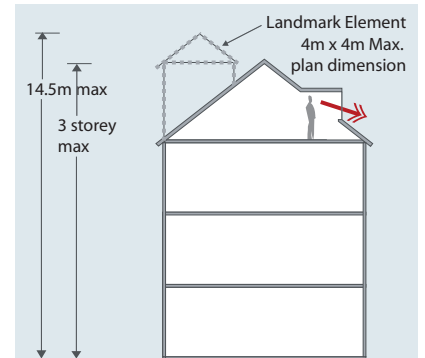 Landmark Element
4m x 4m Max.
plan dimension
14.5m max
3 storey
max